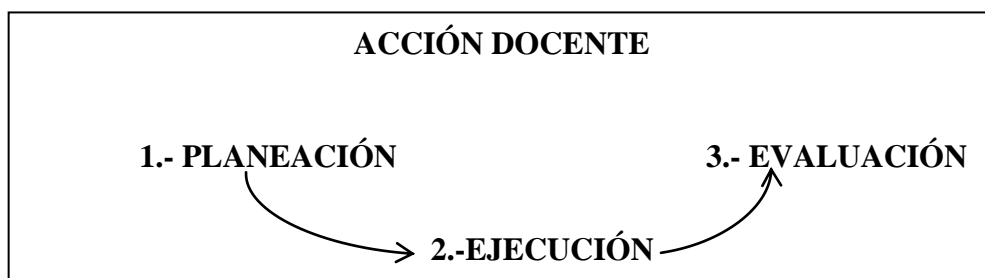 ACCIÓN DOCENTE
1.- PLANEACIÓN
3.- EVALUACIÓN
2.-EJECUCIÓN